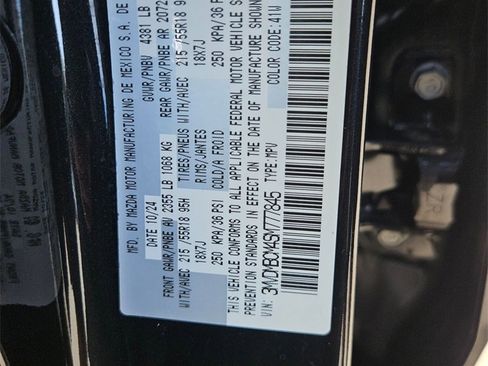 MFD. BY MAZDA MOTOR MANUFACTURING DE MEXICO S.A. DE
DATE 10/24 GVWR/PNBV 4381 LB
FRONT GAWR/PNBE AV 2355 LB 1068 KG REAR GAWR/PNBE AR 2072
WITH/AVEC 215/55R18 95H TIRES/PNEUS WITH/AVEC 215/55R18 9
18X7J RIMS/JANTES 18X7J
250 KPA/36 PSI COLD/A FROID 250 KPA/36 P
THIS VEHICLE CONFORMS TO ALL APPLICABLE FEDERAL MOTOR VEHICLE S
PREVENTION STANDARDS IN EFFECT ON THE DATE OF MANUFACTURE SHOWN
VIN: TYPE: MPV COLOR CODE: 41W
ZR